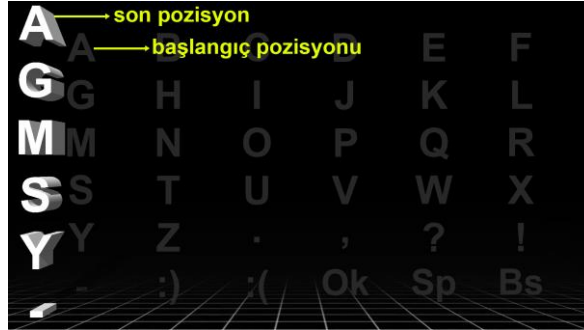 A son pozisyon
A başlangıç pozisyonu
A B C D E F
G G H I J K L
M M N O P Q R
S S T U V W X
Y Y Z . , ? !
- - :) :( Ok Sp Bs